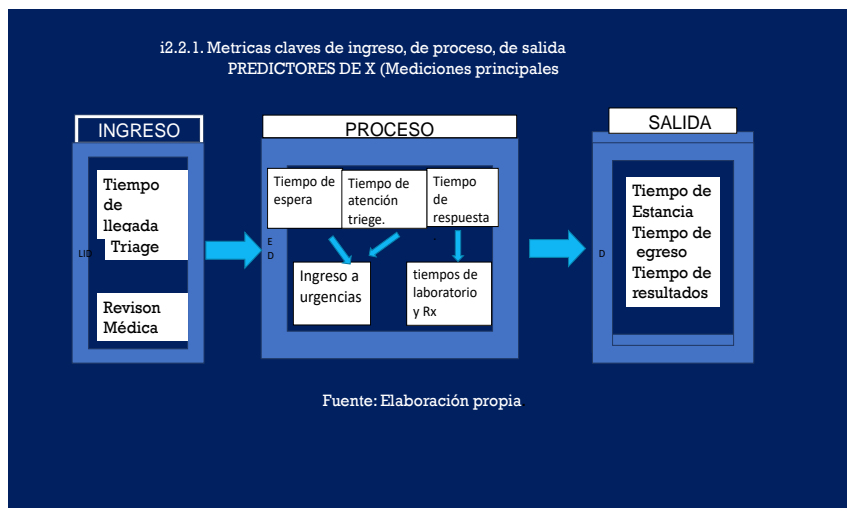 i2.2.1. Metricas claves de ingreso, de proceso, de salida
PREDICTORES DE X (Mediciones principales
INGRESO
Tiempo
de
llegada
Triage
LID
Revison
Médica
PROCESO
Tiempo de
espera
Tiempo de
atención
triege.
Tiempo
de
respuesta
E
D
Ingreso a
urgencias
tiempos de
laboratorio
y Rx
SALIDA
D
Tiempo de
Estancia
Tiempo de
egreso
Tiempo de
resultados
Fuente: Elaboración propia